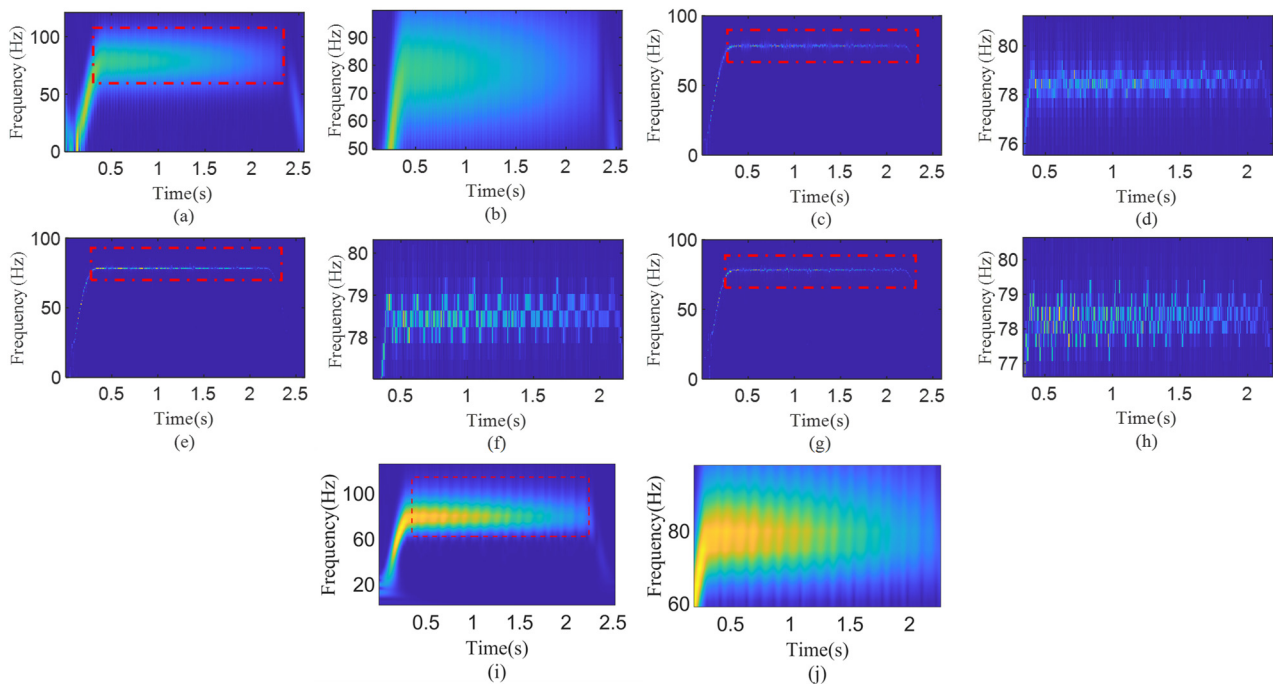 Frequency (Hz)
100
50
0
0.5 1 1.5 2 2.5
Time(s)
(a)
Frequency (Hz)
90
80
70
60
50
0.5 1 1.5 2 2.5
Time(s)
(b)
Frequency (Hz)
100
50
0
0.5 1 1.5 2 2.5
Time(s)
(c)
Frequency (Hz)
80
78
76
0.5 1 1.5 2
Time(s)
(d)
Frequency (Hz)
100
50
0
0.5 1 1.5 2 2.5
Time(s)
(e)
Frequency (Hz)
80
79
78
0.5 1 1.5 2
Time(s)
(f)
Frequency (Hz)
100
50
0
0.5 1 1.5 2 2.5
Time(s)
(g)
Frequency (Hz)
80
79
78
77
0.5 1 1.5 2
Time(s)
(h)
Frequency(Hz)
100
80
60
20
0.5 1 1.5 2 2.5
Time(s)
(i)
Frequency(Hz)
80
60
0.5 1 1.5 2
Time(s)
(j)